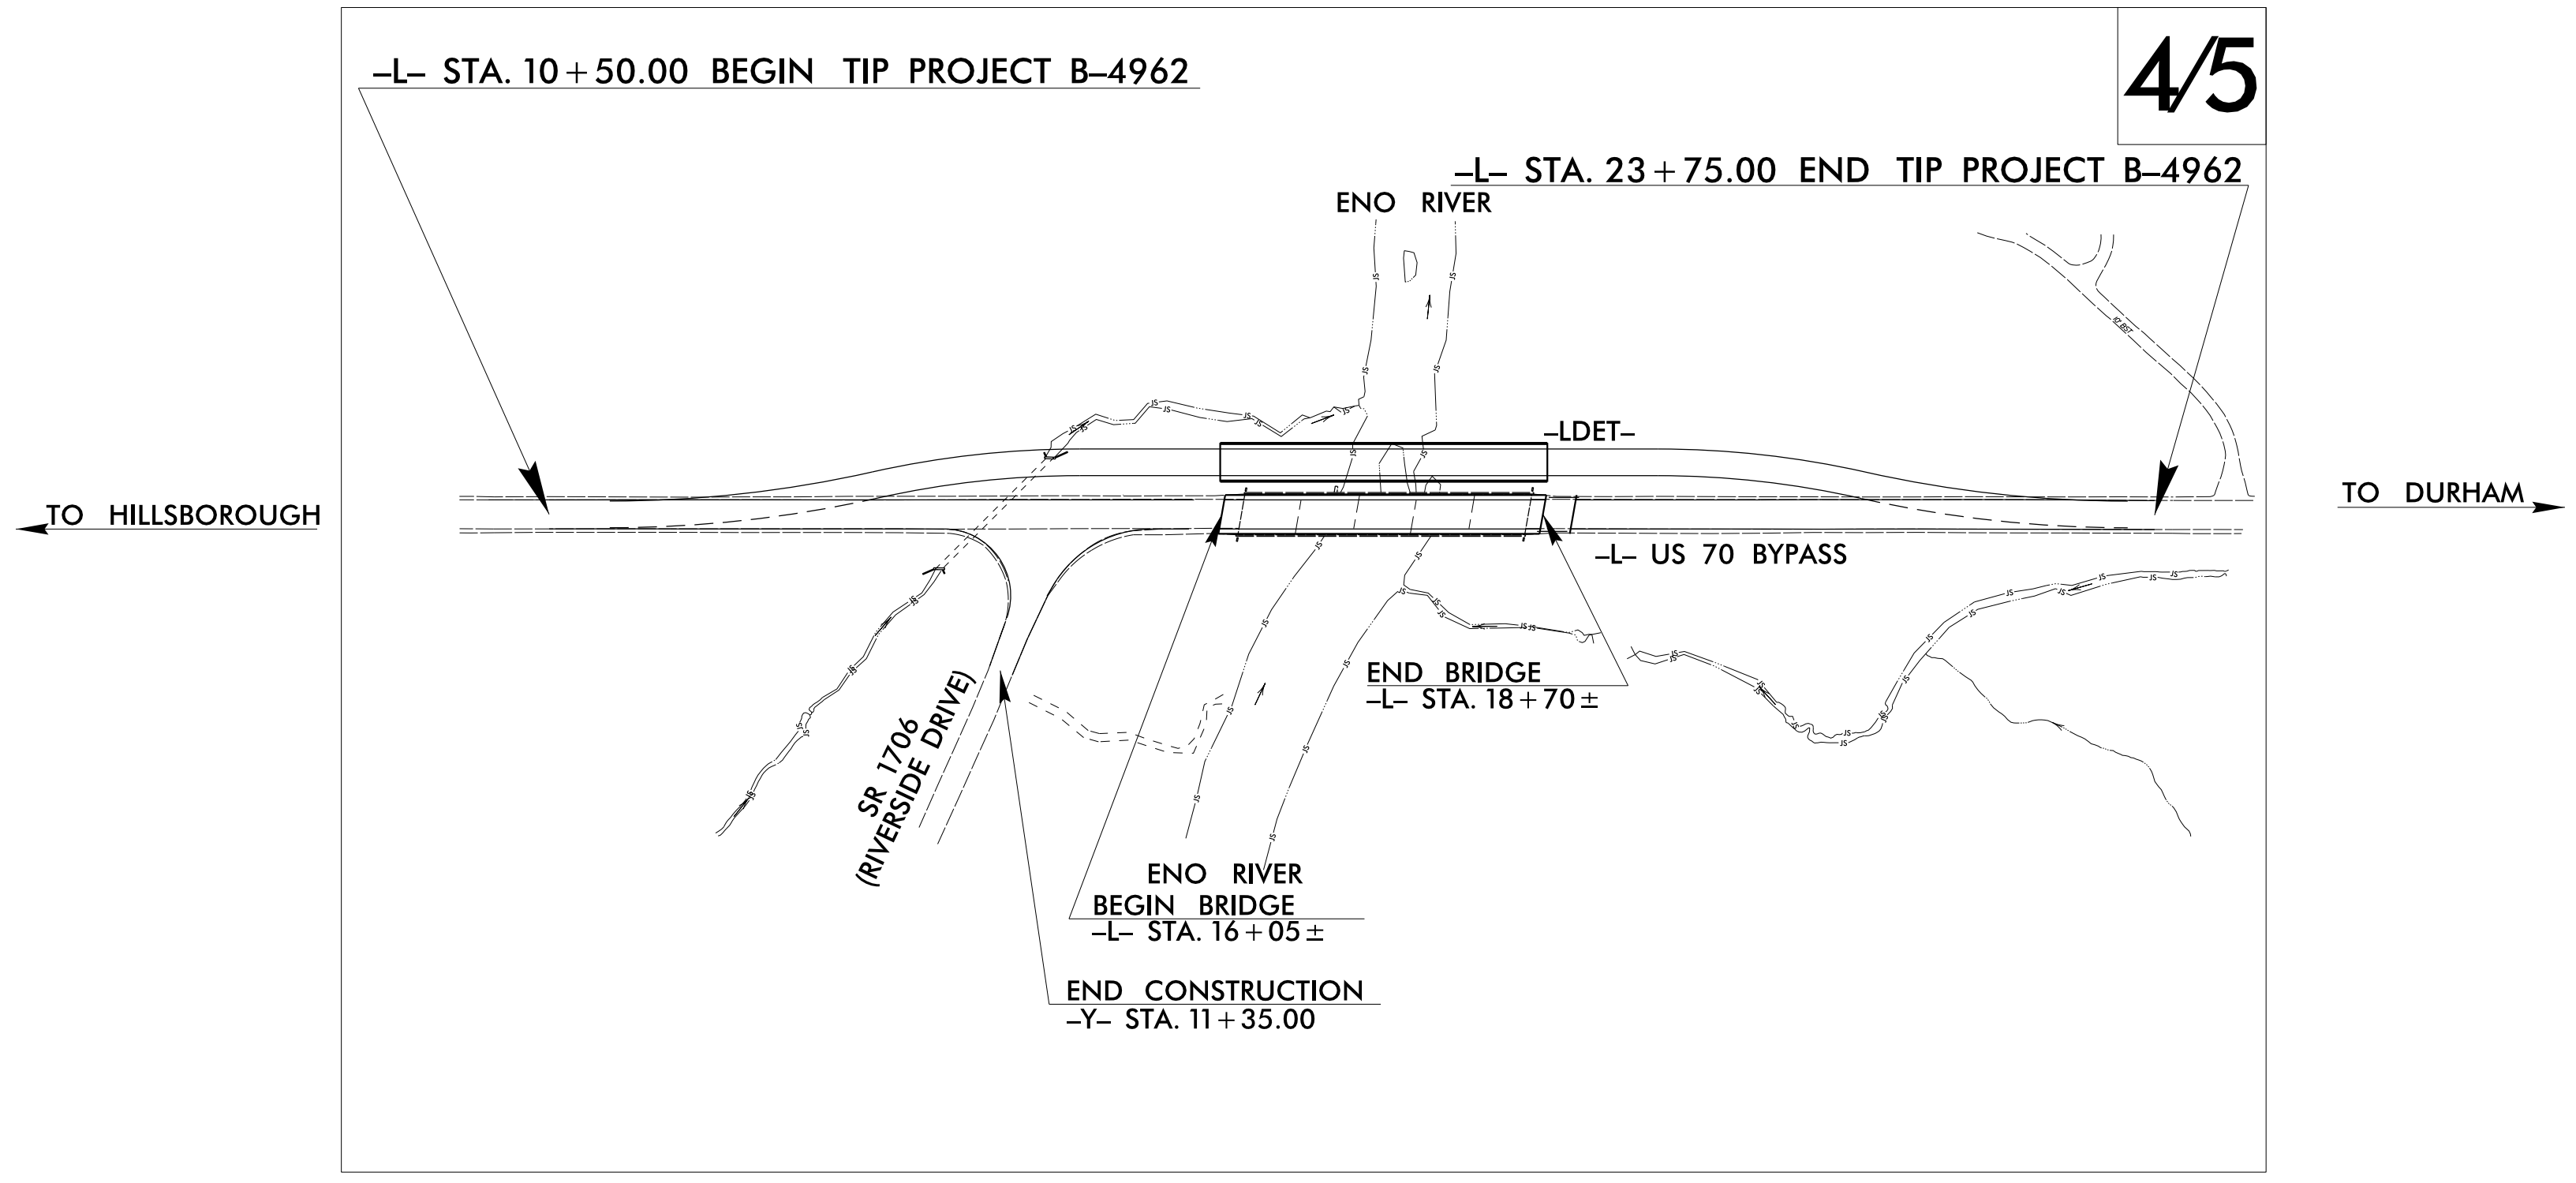 4/5
–L– STA. 10+50.00 BEGIN TIP PROJECT B–4962
–L– STA. 23+75.00 END TIP PROJECT B–4962
ENO RIVER
–LDET–
TO HILLSBOROUGH
TO DURHAM
–L– US 70 BYPASS
END BRIDGE
–L– STA. 18+70±
SR 1706
(RIVERSIDE DRIVE)
ENO RIVER
BEGIN BRIDGE
–L– STA. 16+05±
END CONSTRUCTION
–Y– STA. 11+35.00